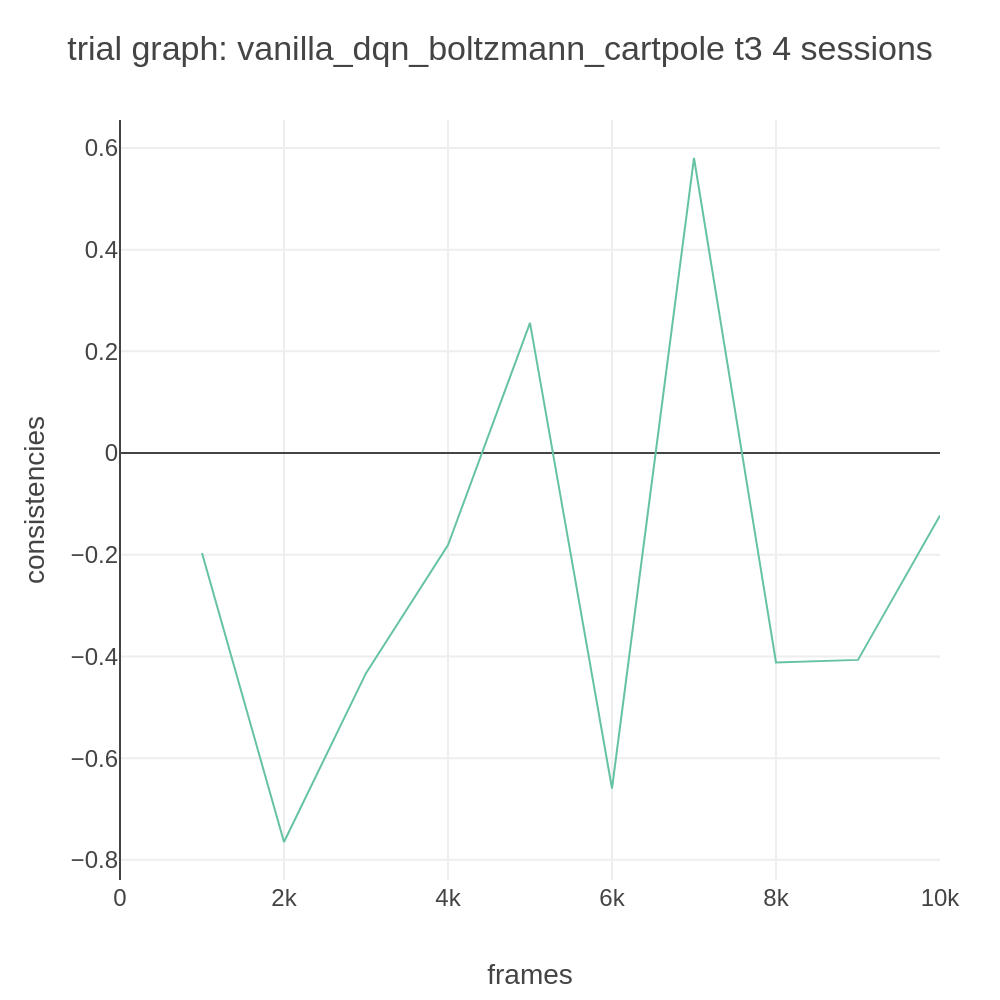 trial graph: vanilla_dqn_boltzmann_cartpole t3 4 sessions
0.6
0.4
0.2
0
−0.2
−0.4
−0.6
−0.8
consistencies
0 2k 4k 6k 8k 10k
frames